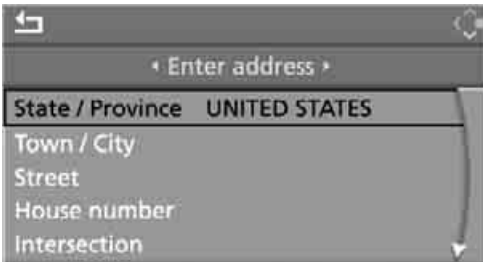 Enter address
State / Province UNITED STATES
Town / City
Street
House number
Intersection